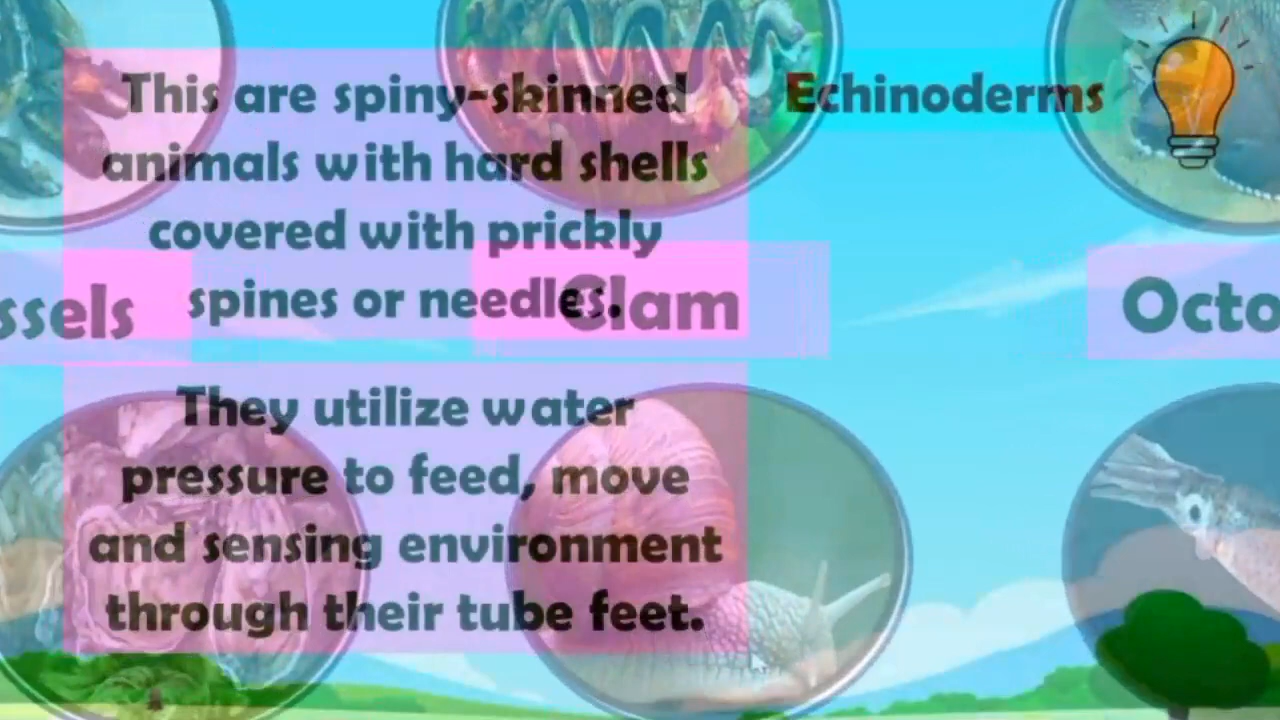 This are spiny-skinned
animals with hard shells
covered with prickly
spines or needles.
Echinoderms
ssels
Clam
Octo
They utilize water
pressure to feed, move
and sensing environment
through their tube feet.